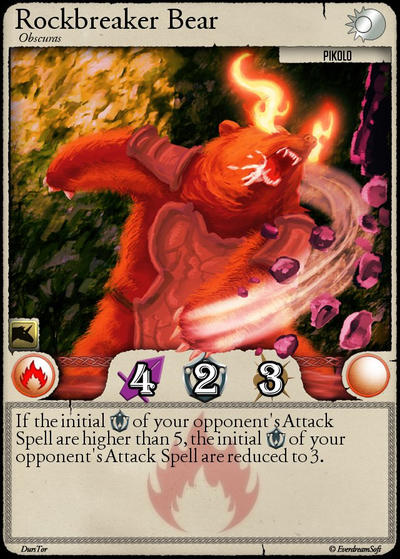 Rockbreaker Bear
Obscuras
PIKOLO
4 2 3
If the initial of your opponent's Attack
Spell are higher than 5, the initial of your
opponent's Attack Spell are reduced to 3.
DursTor © EverdreamSoft